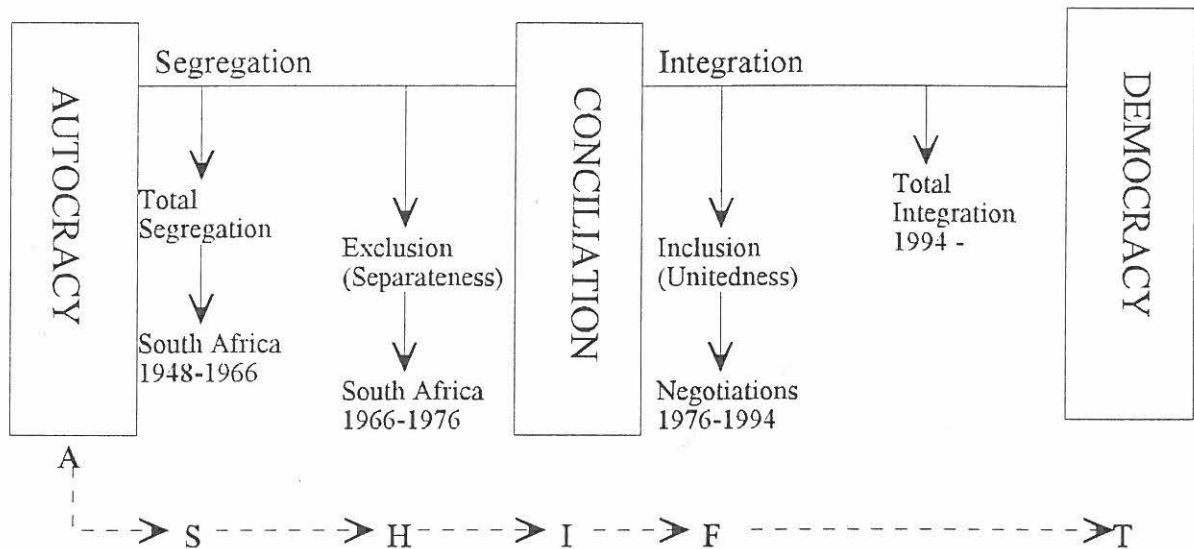 AUTOCRACY
Segregation
Total
Segregation
South Africa
1948-1966
Exclusion
(Separateness)
South Africa
1966-1976
CONCILIATION
Integration
Inclusion
(Unitedness)
Negotiations
1976-1994
Total
Integration
1994 -
DEMOCRACY
A
S H I F T